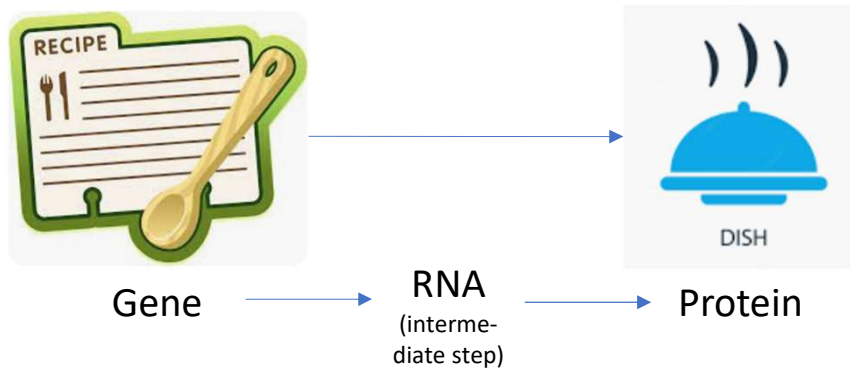 RECIPE
DISH
Gene
RNA
(interme-
diate step)
Protein